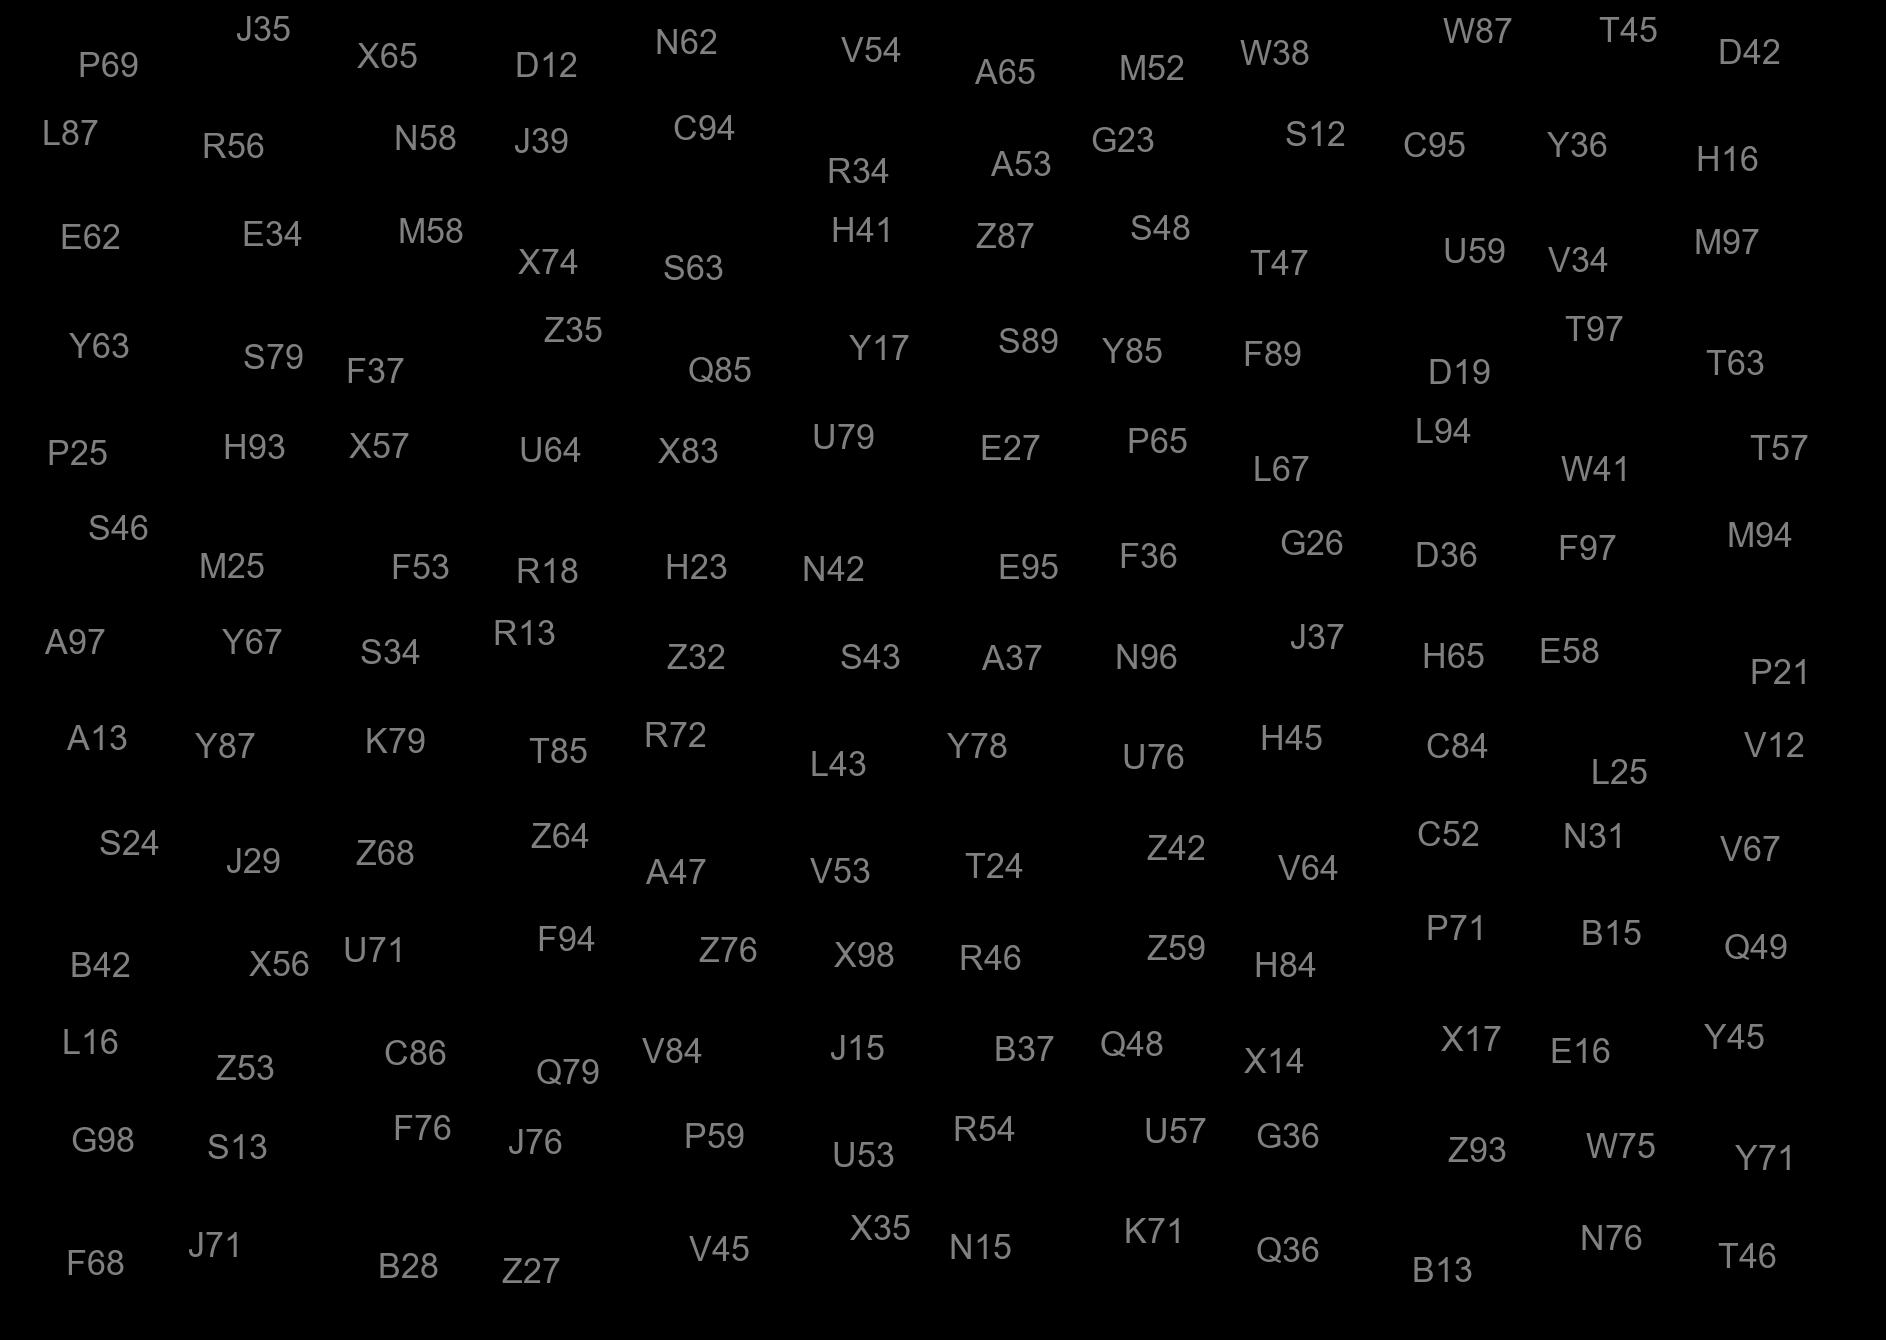 P69 J35 X65 D12 N62 V54 A65 M52 W38 W87 T45 D42
L87 R56 N58 J39 C94 R34 A53 G23 S12 C95 Y36 H16
E62 E34 M58 X74 S63 H41 Z87 S48 T47 U59 V34 M97
Y63 S79 F37 Z35 Q85 Y17 S89 Y85 F89 D19 T97 T63
P25 H93 X57 U64 X83 U79 E27 P65 L67 L94 W41 T57
S46 M25 F53 R18 H23 N42 E95 F36 G26 D36 F97 M94
A97 Y67 S34 R13 Z32 S43 A37 N96 J37 H65 E58 P21
A13 Y87 K79 T85 R72 L43 Y78 U76 H45 C84 L25 V12
S24 J29 Z68 Z64 A47 V53 T24 Z42 V64 C52 N31 V67
B42 X56 U71 F94 Z76 X98 R46 Z59 H84 P71 B15 Q49
L16 Z53 C86 Q79 V84 J15 B37 Q48 X14 X17 E16 Y45
G98 S13 F76 J76 P59 U53 R54 U57 G36 Z93 W75 Y71
F68 J71 B28 Z27 V45 X35 N15 K71 Q36 B13 N76 T46